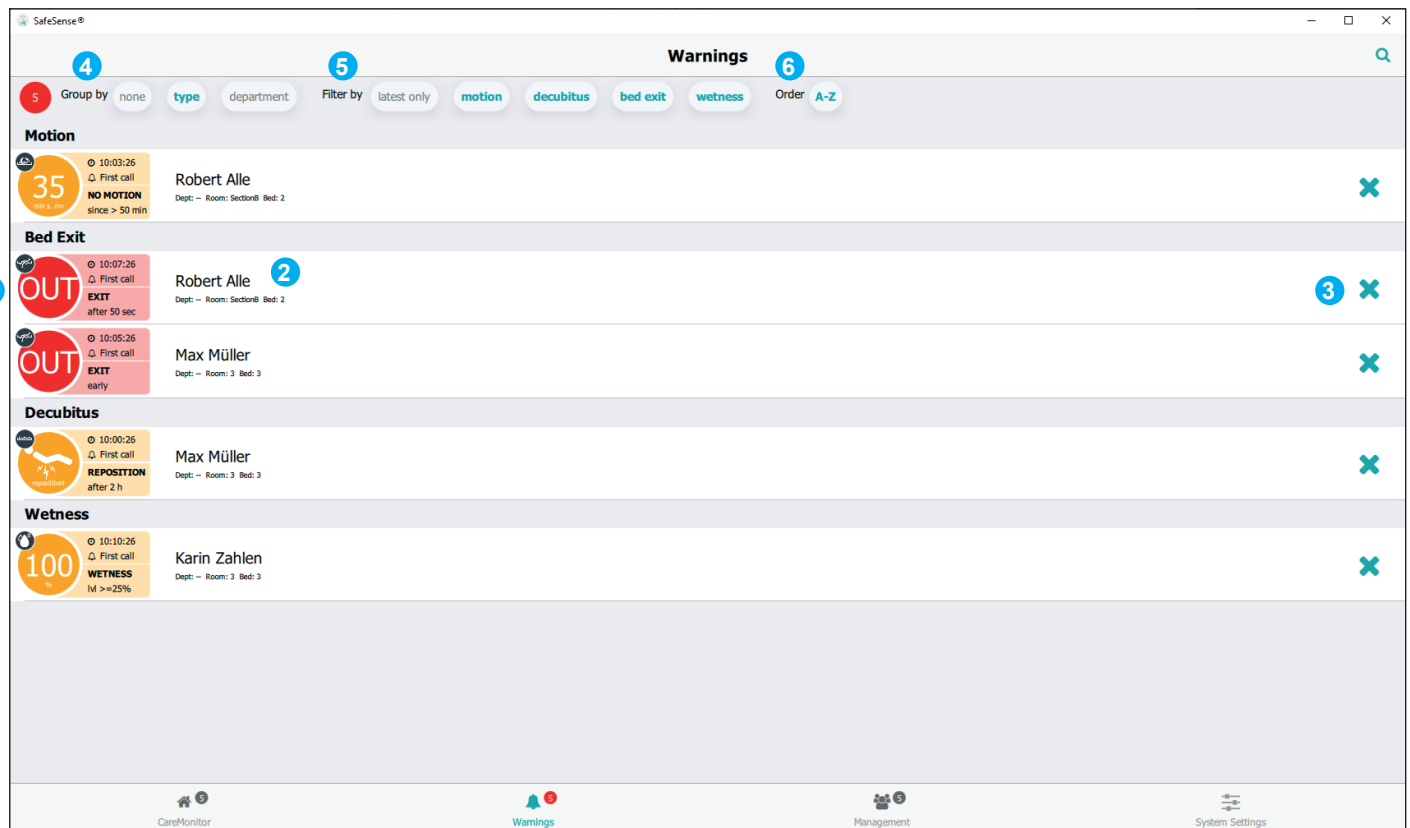 SafeSense®
Warnings
4 5 6
5 Group by none type department Filter by latest only motion decubitus bed exit wetness Order A-Z
Motion
35
min s. mv
10:03:26
First call
NO MOTION
since > 50 min
Robert Alle
Dept: -- Room: SectionB Bed: 2
Bed Exit
OUT
10:07:26
First call
EXIT
after 50 sec
Robert Alle
2
Dept: -- Room: SectionB Bed: 2
3
OUT
10:05:26
First call
EXIT
early
Max Müller
Dept: -- Room: 3 Bed: 3
Decubitus
10:00:26
First call
REPOSITION
after 2 h
Max Müller
Dept: -- Room: 3 Bed: 3
Wetness
100
%
10:10:26
First call
WETNESS
lvl >=25%
Karin Zahlen
Dept: -- Room: 3 Bed: 3
5 5 5
CareMonitor Warnings Management System Settings